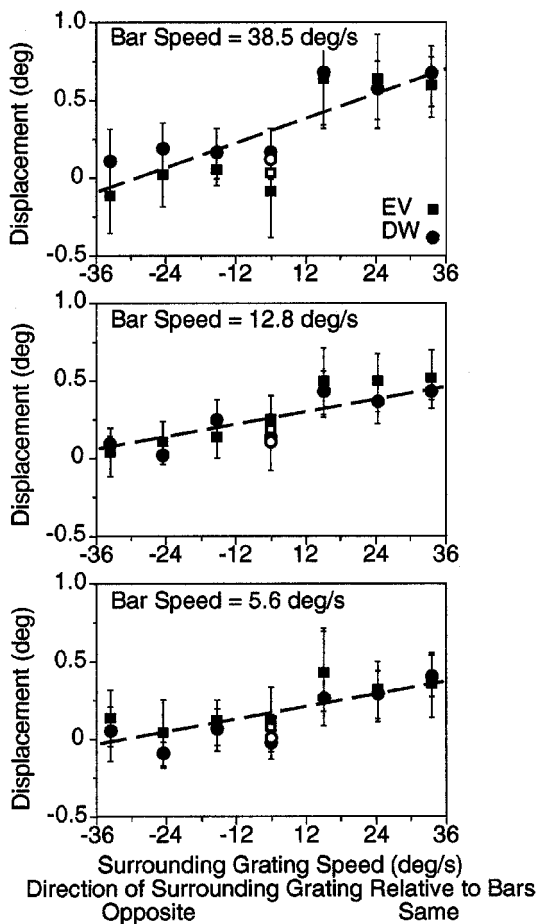 1.0
Bar Speed = 38.5 deg/s
0.5
0
-0.5
Displacement (deg)
EV
DW
-36 -24 -12 12 24 36
1.0
Bar Speed = 12.8 deg/s
0.5
0
-0.5
Displacement (deg)
-36 -24 -12 12 24 36
1.0
Bar Speed = 5.6 deg/s
0.5
0
-0.5
Displacement (deg)
-36 -24 -12 12 24 36
Surrounding Grating Speed (deg/s)
Direction of Surrounding Grating Relative to Bars
Opposite Same